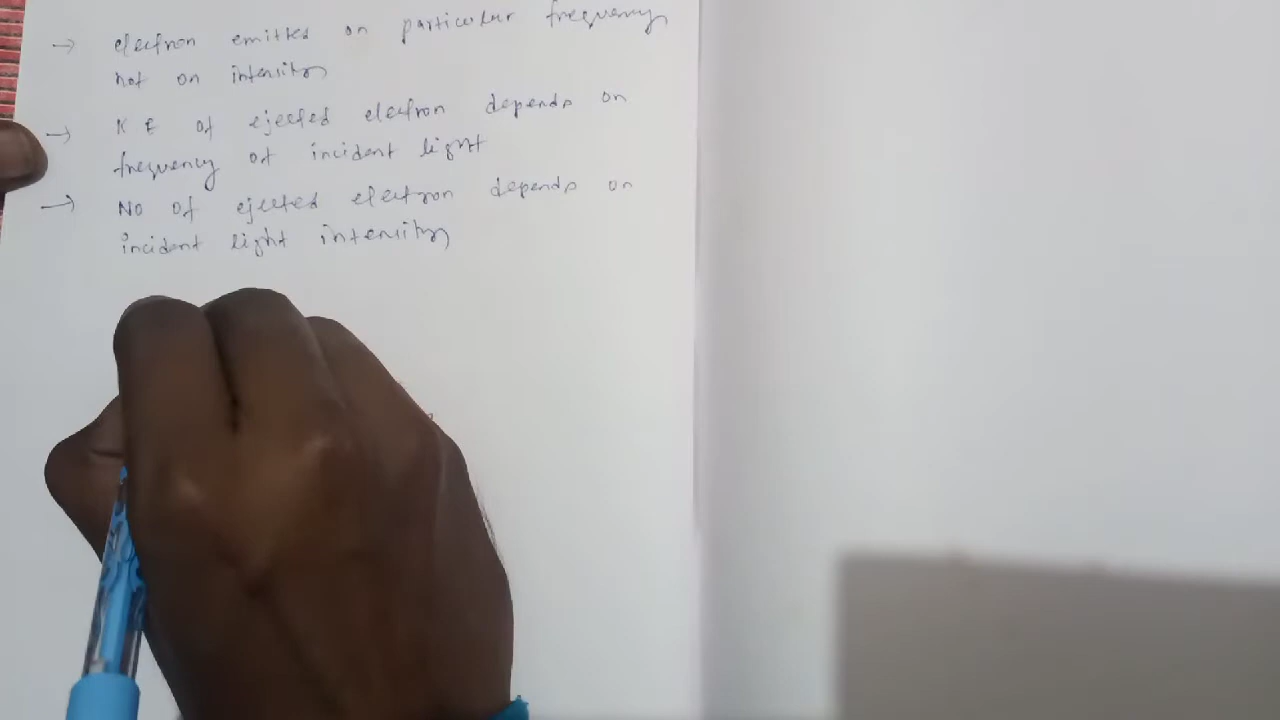 → electron emitted on particular frequency
not on intensity
→ K E of ejected electron depends on
frequency of incident light
→ No of ejected electron depends on
incident light intensity